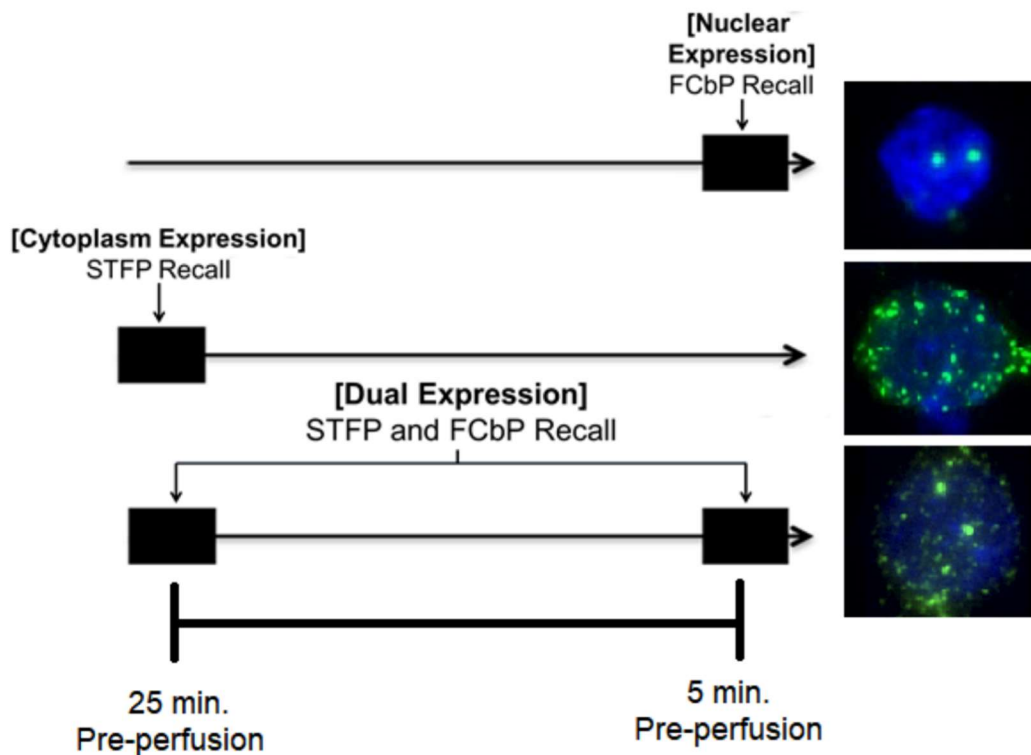 [Nuclear
Expression]
FCbP Recall
[Cytoplasm Expression]
STFP Recall
[Dual Expression]
STFP and FCbP Recall
25 min.
Pre-perfusion
5 min.
Pre-perfusion